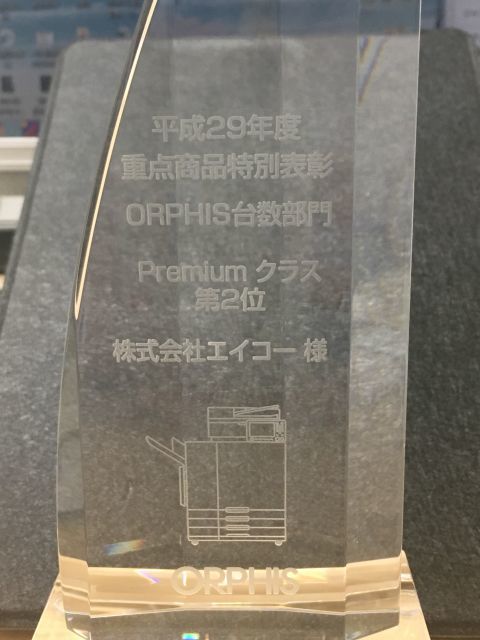 平成29年度
重点商品特別表彰
ORPHIS台数部門
Premium クラス
第2位
株式会社エイコー 様
ORPHIS